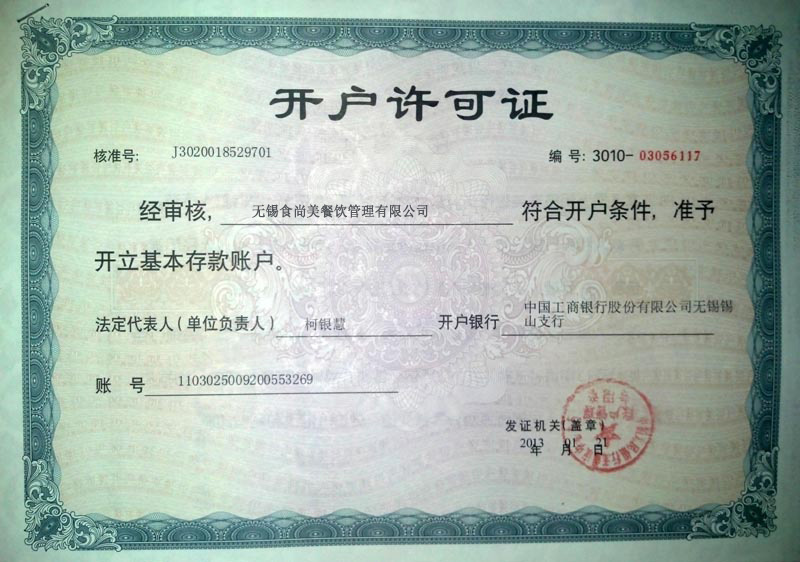 开户许可证
核准号: J3020018529701 编号: 3010-03056117
经审核, 无锡食尚美餐饮管理有限公司 符合开户条件, 准予
开立基本存款账户。
法定代表人(单位负责人) 柯银慧 开户银行 中国工商银行股份有限公司无锡锡
山支行
账 号 1103025009200553269
发证机关(盖章)
2013 年 01 月 21 日